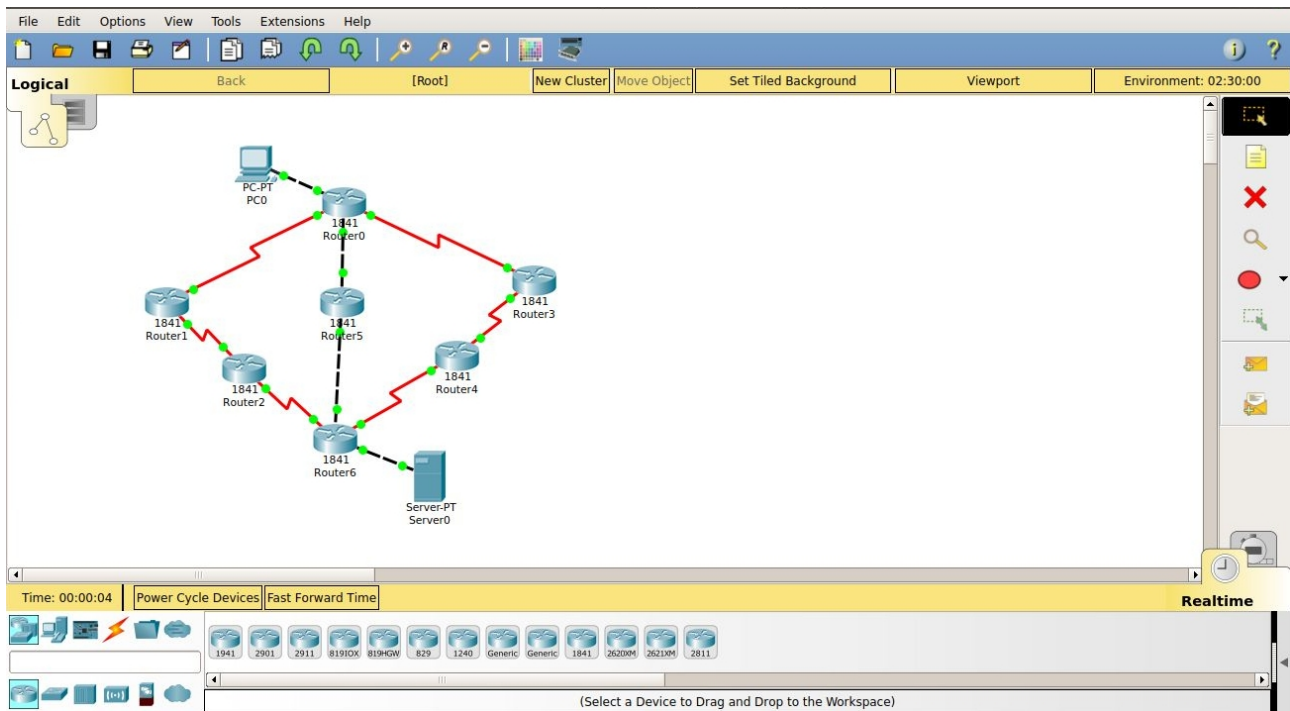 File Edit Options View Tools Extensions Help
Logical Back [Root] New Cluster Move Object Set Tiled Background Viewport Environment: 02:30:00
PC-PT
PC0
1841
Router0
1841
Router3
1841
Router1
1841
Router5
1841
Router4
1841
Router2
1841
Router6
Server-PT
Server0
Time: 00:00:04 Power Cycle Devices Fast Forward Time Realtime
1941 2901 2911 819IOX 819HGW 829 1240 Generic Generic 1841 2620XM 2621XM 2811
(Select a Device to Drag and Drop to the Workspace)